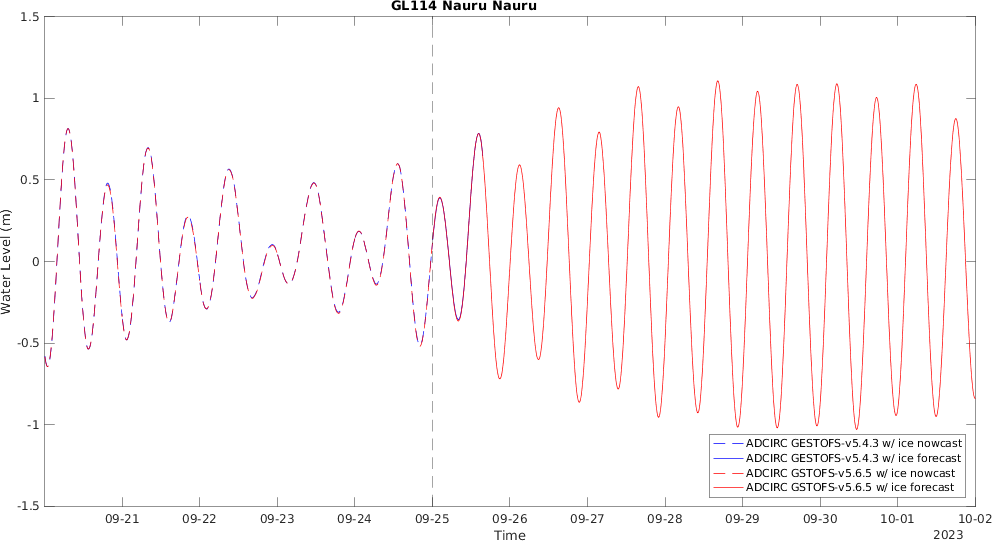 GL114 Nauru Nauru
1.5
1
0.5
0
-0.5
-1
-1.5
Water Level (m)
ADCIRC GESTOFS-v5.4.3 w/ ice nowcast
ADCIRC GESTOFS-v5.4.3 w/ ice forecast
ADCIRC GSTOFS-v5.6.5 w/ ice nowcast
ADCIRC GSTOFS-v5.6.5 w/ ice forecast
09-21 09-22 09-23 09-24 09-25 09-26 09-27 09-28 09-29 09-30 10-01 10-02
Time
2023